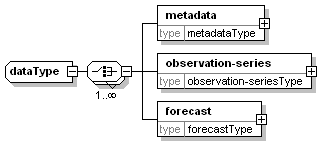 metadata
type metadataType
dataType
1..∞
observation-series
type observation-seriesType
forecast
type forecastType